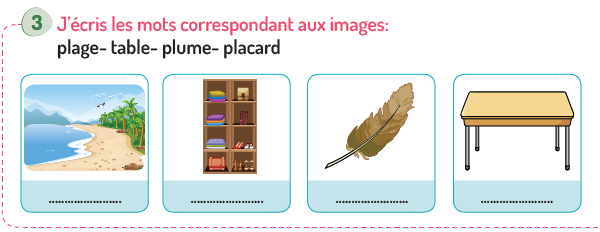 3 J'écris les mots correspondant aux images:
plage- table- plume- placard
....................... ....................... ....................... .......................